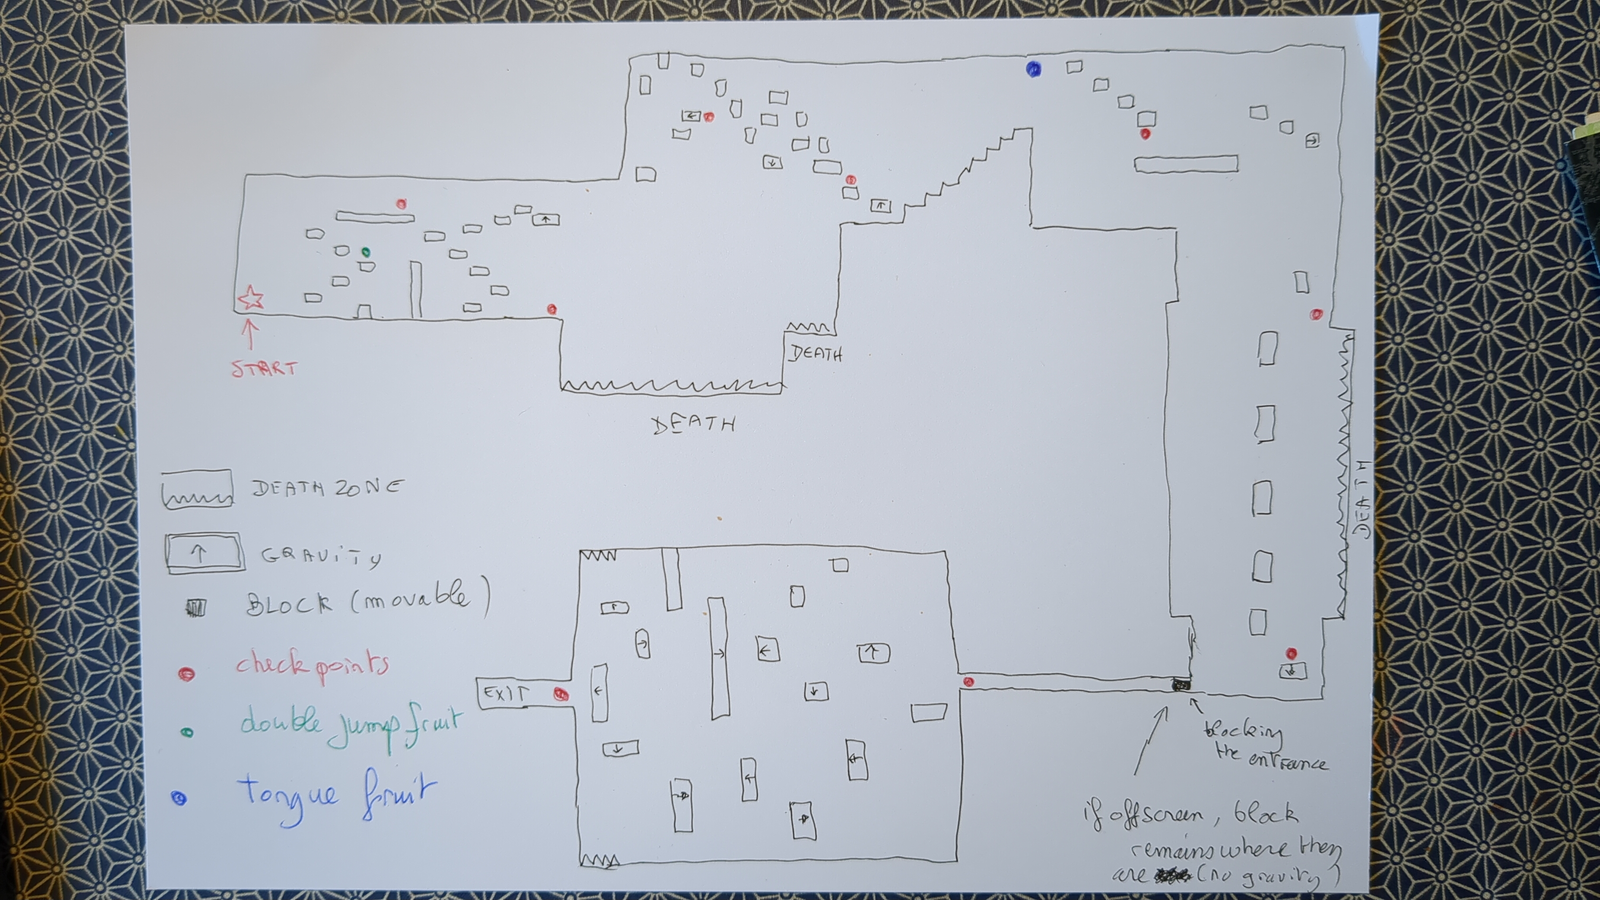 START
DEATH
DEATH
DEATH
DEATH ZONE
GRAVITY
BLOCK (movable)
checkpoints
double jump fruit
tongue fruit
EXIT
blocking
the entrance
if offscreen, block
remains where they
are (no gravity)